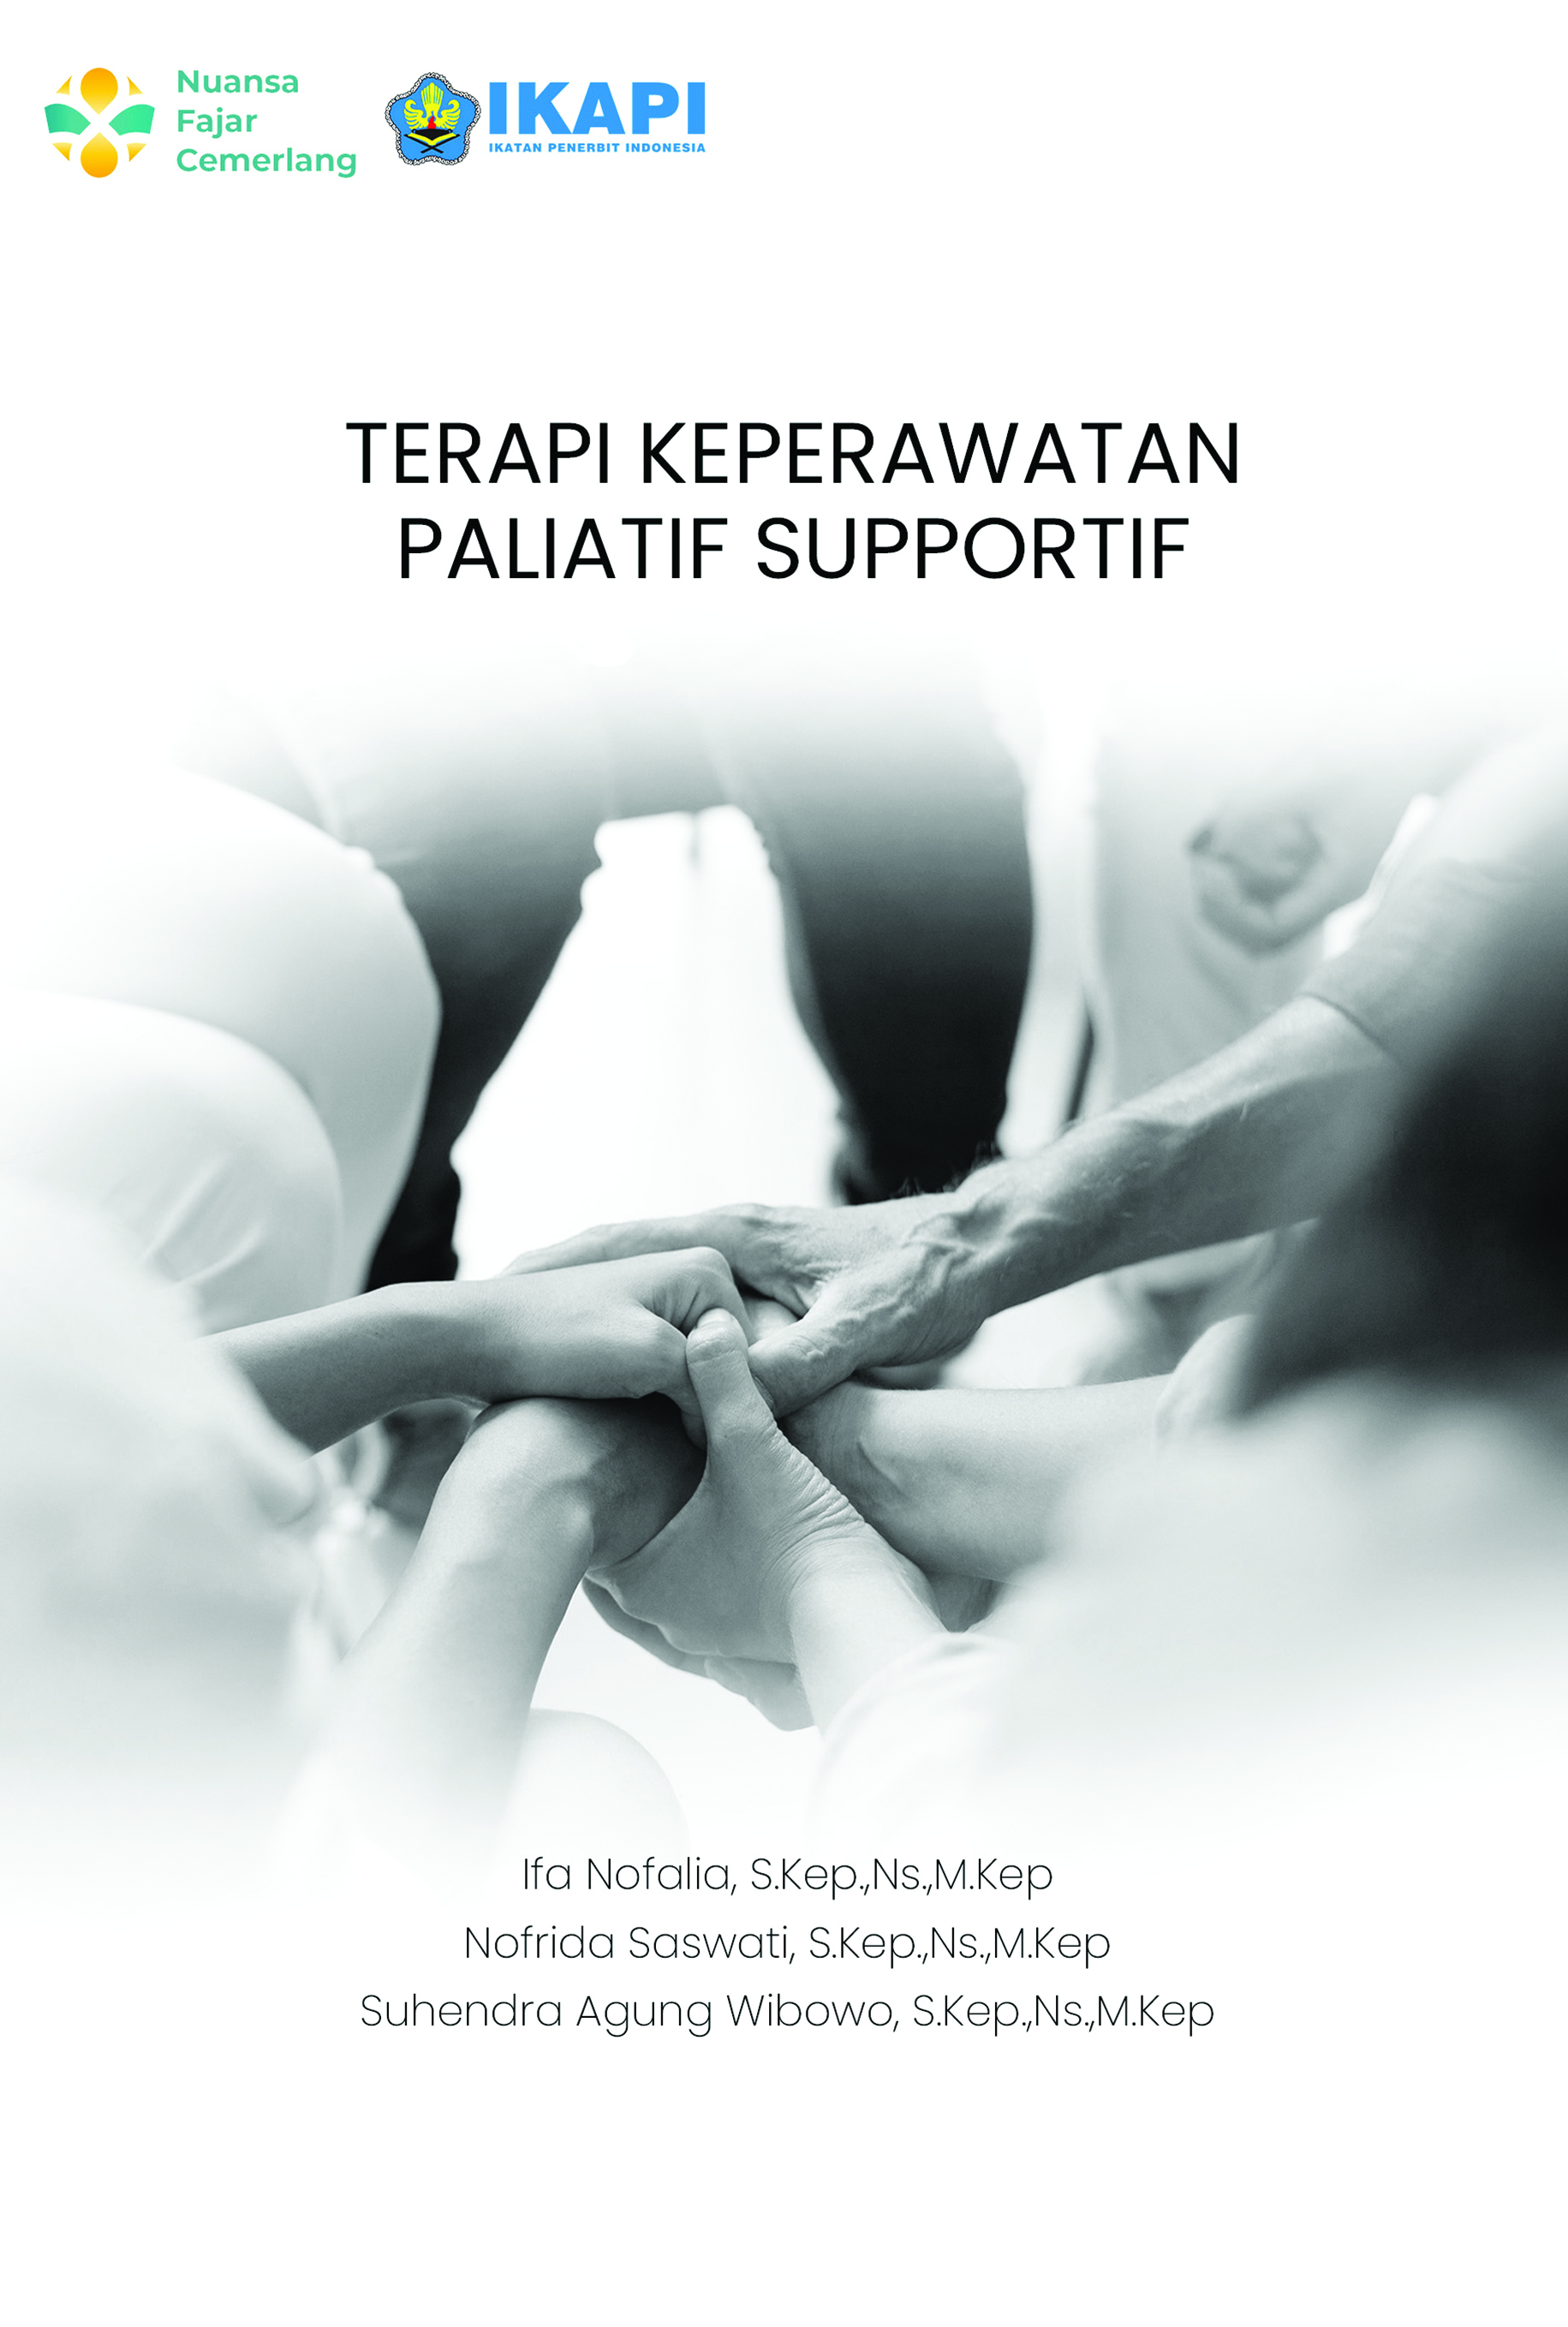 Nuansa
Fajar
Cemerlang
IKAPI
IKATAN PENERBIT INDONESIA
TERAPI KEPERAWATAN
PALIATIF SUPPORTIF
Ifa Nofalia, S.Kep.,Ns.,M.Kep
Nofrida Saswati, S.Kep.,Ns.,M.Kep
Suhendra Agung Wibowo, S.Kep.,Ns.,M.Kep